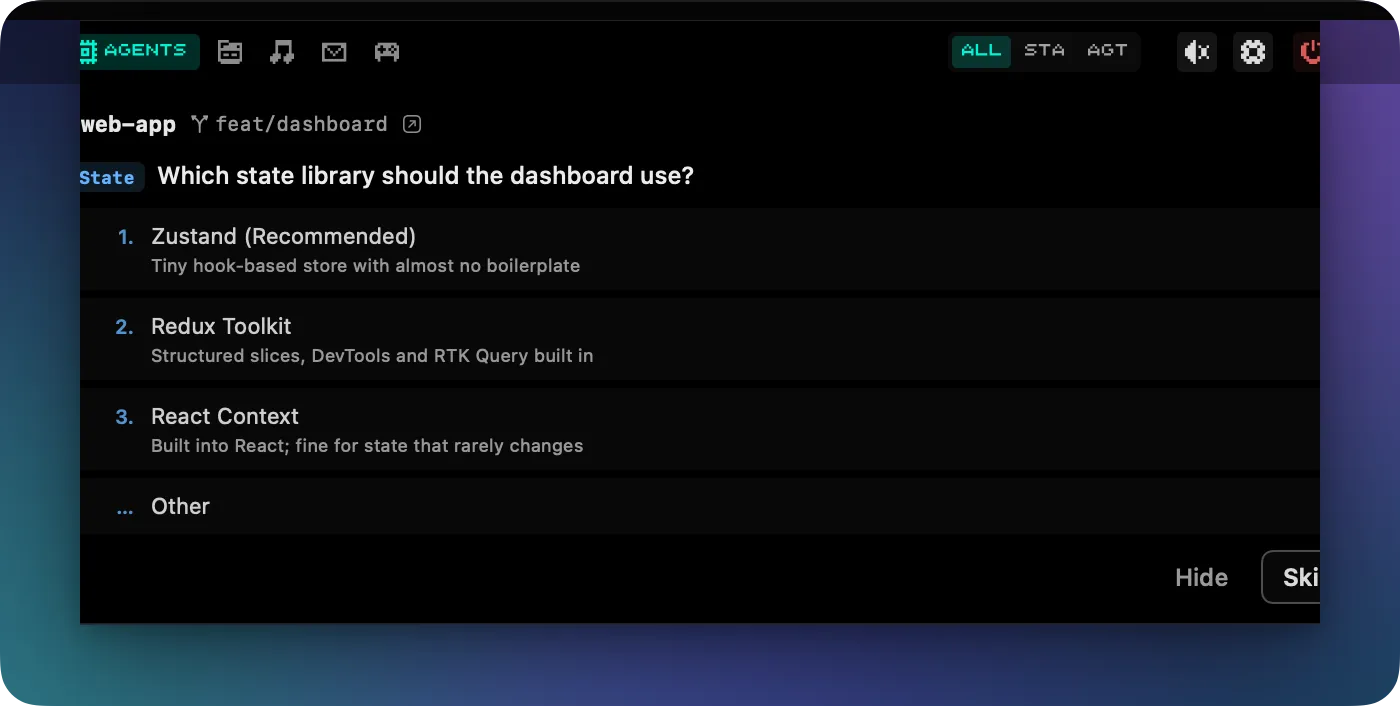 AGENTS ALL STA AGT
web-app feat/dashboard
State Which state library should the dashboard use?
1. Zustand (Recommended)
Tiny hook-based store with almost no boilerplate
2. Redux Toolkit
Structured slices, DevTools and RTK Query built in
3. React Context
Built into React; fine for state that rarely changes
… Other
Hide Ski